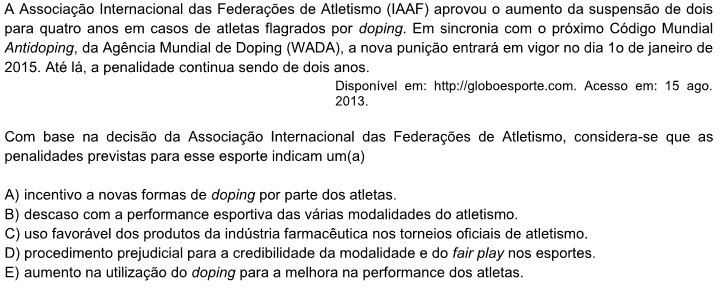 A Associação Internacional das Federações de Atletismo (IAAF) aprovou o aumento da suspensão de dois
para quatro anos em casos de atletas flagrados por doping. Em sincronia com o próximo Código Mundial
Antidoping, da Agência Mundial de Doping (WADA), a nova punição entrará em vigor no dia 1o de janeiro de
2015. Até lá, a penalidade continua sendo de dois anos.
Disponível em: http://globoesporte.com. Acesso em: 15 ago.
2013.
Com base na decisão da Associação Internacional das Federações de Atletismo, considera-se que as
penalidades previstas para esse esporte indicam um(a)
A) incentivo a novas formas de doping por parte dos atletas.
B) descaso com a performance esportiva das várias modalidades do atletismo.
C) uso favorável dos produtos da indústria farmacêutica nos torneios oficiais de atletismo.
D) procedimento prejudicial para a credibilidade da modalidade e do fair play nos esportes.
E) aumento na utilização do doping para a melhora na performance dos atletas.